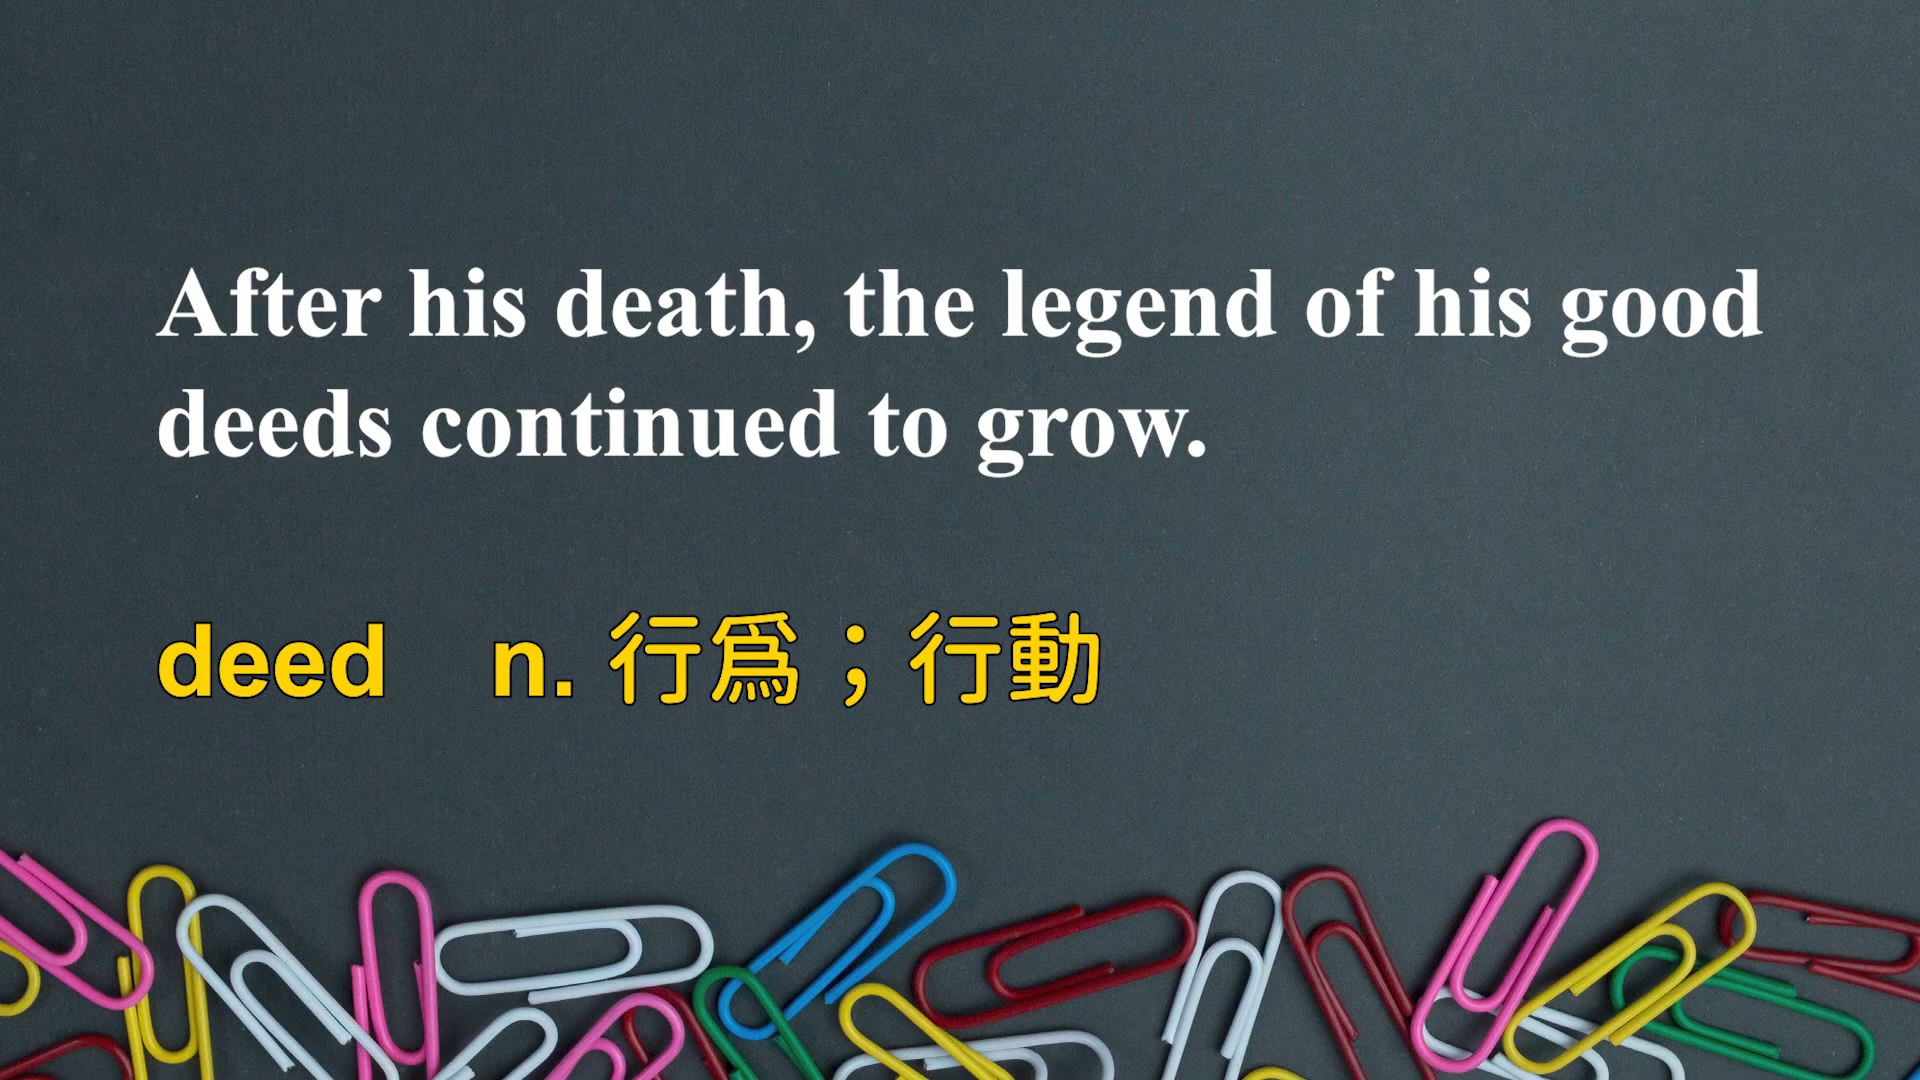 After his death, the legend of his good
deeds continued to grow.
deed n. 行爲；行動